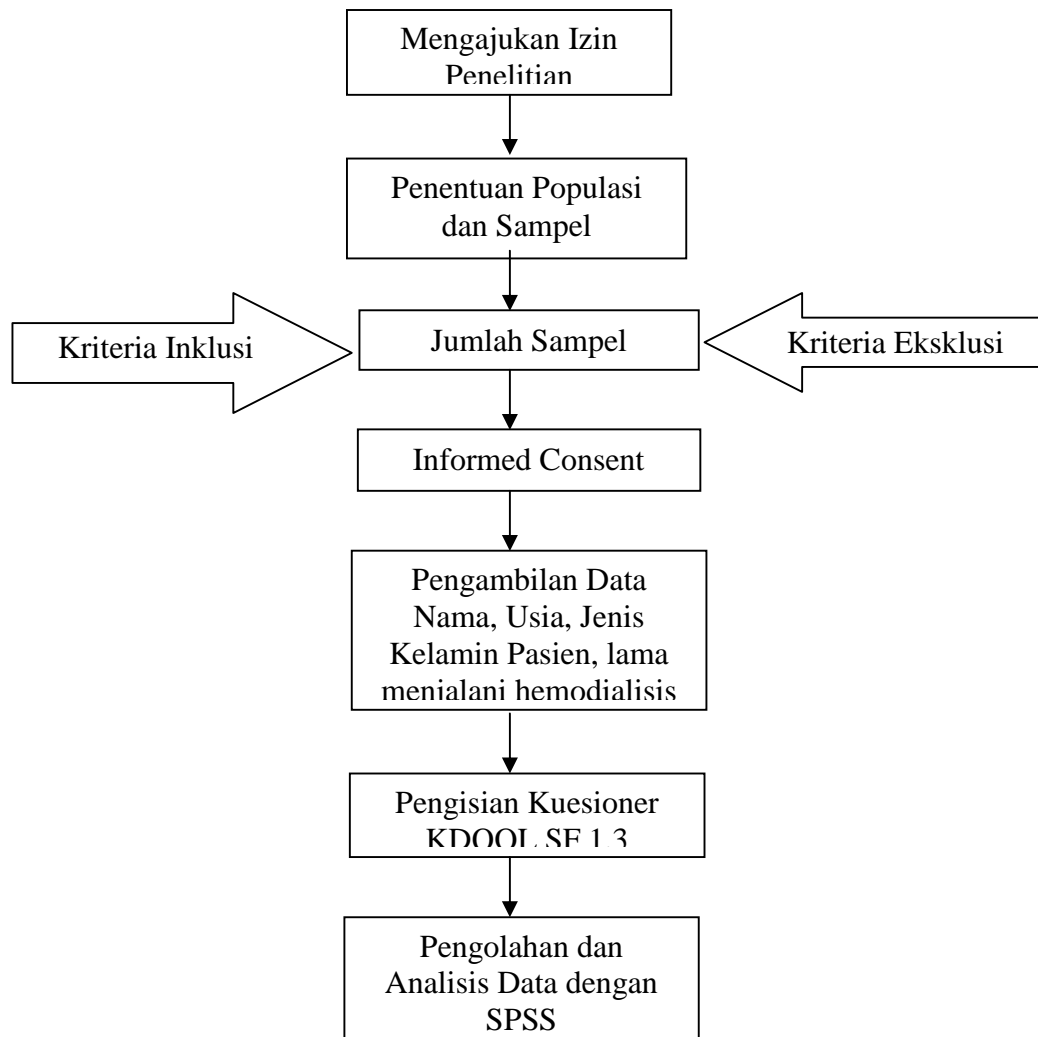 Mengajukan Izin
Penelitian
Penentuan Populasi
dan Sampel
Kriteria Inklusi
Jumlah Sampel
Kriteria Eksklusi
Informed Consent
Pengambilan Data
Nama, Usia, Jenis
Kelamin Pasien, lama
menjalani hemodialisis
Pengisian Kuesioner
KDQOL SF 1.3
Pengolahan dan
Analisis Data dengan
SPSS